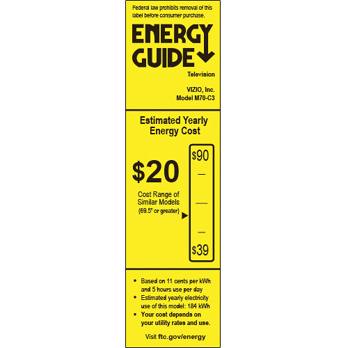 Federal law prohibits removal of this
label before consumer purchase.
ENERGY
GUIDE
Television
VIZIO, Inc.
Model M70-C3
Estimated Yearly
Energy Cost
$20
$90
Cost Range of
Similar Models
(69.5" or greater)
$39
• Based on 11 cents per kWh
and 5 hours use per day
• Estimated yearly electricity
use of this model: 184 kWh
• Your cost depends on
your utility rates and use.
Visit ftc.gov/energy